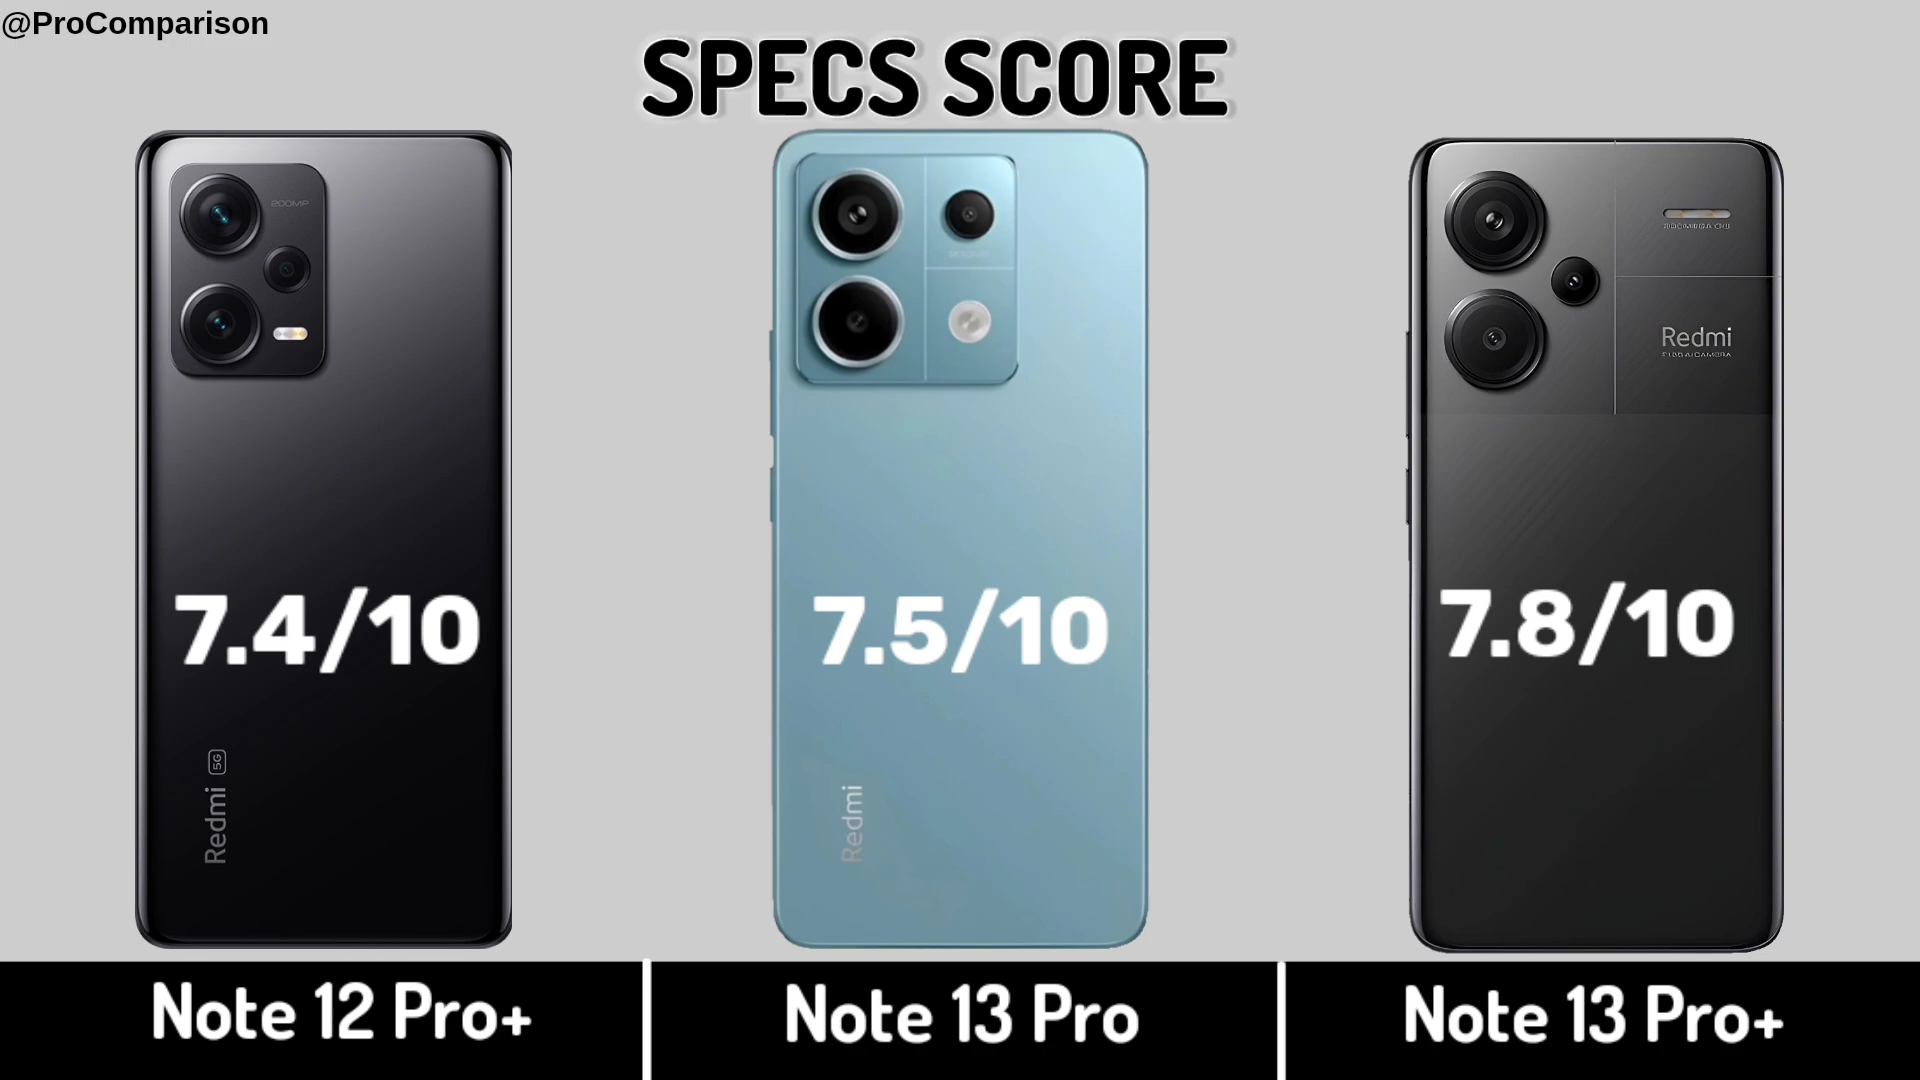 @ProComparison
SPECS SCORE
200MP
Redmi
7.4/10
7.5/10
7.8/10
Redmi 5G
Redmi
Note 12 Pro+
Note 13 Pro
Note 13 Pro+